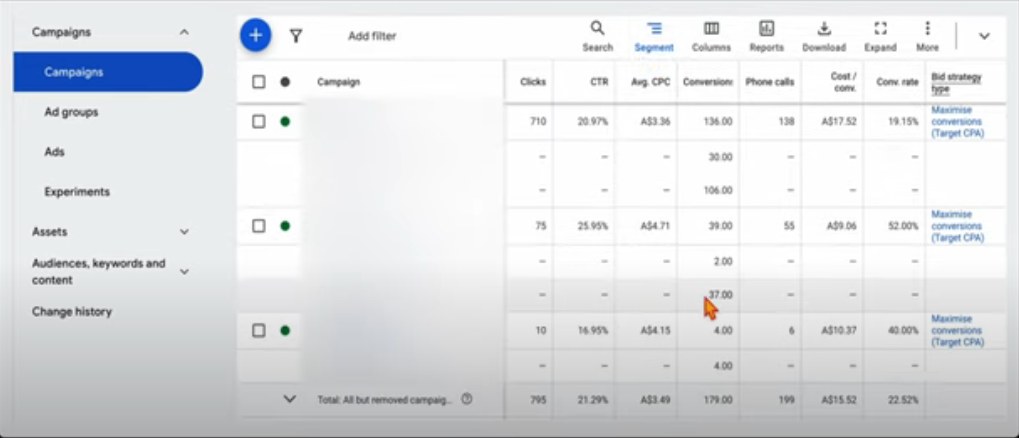 Campaigns
Campaigns
Ad groups
Ads
Experiments
Assets
Audiences, keywords and
content
Change history
Add filter
Search
Segment
Columns
Reports
Download
Expand
More
Campaign Clicks CTR Avg. CPC Conversions Phone calls Cost / conv. Conv. rate Bid strategy type
710 20.97% A$3.36 136.00 138 A$17.52 19.15% Maximise conversions (Target CPA)
– – – 30.00 – – –
– – – 106.00 – – –
75 25.95% A$4.71 39.00 55 A$9.06 52.00% Maximise conversions (Target CPA)
– – – 2.00 – – –
– – – 37.00 – – –
10 16.95% A$4.15 4.00 6 A$10.37 40.00% Maximise conversions (Target CPA)
– – – 4.00 – – –
Total: All but removed campaig... 795 21.29% A$3.49 179.00 199 A$15.52 22.52%